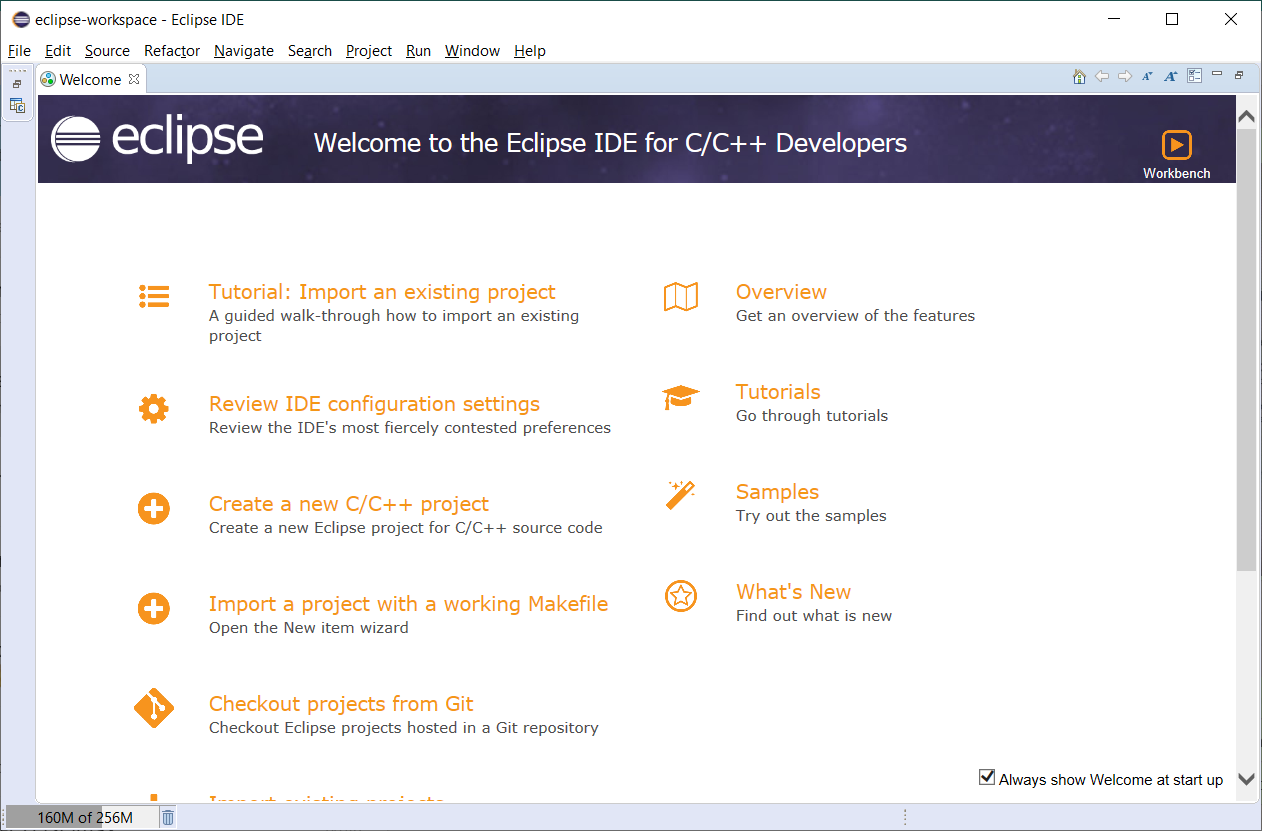 eclipse-workspace - Eclipse IDE
File Edit Source Refactor Navigate Search Project Run Window Help
Welcome
eclipse
Welcome to the Eclipse IDE for C/C++ Developers
Workbench
Tutorial: Import an existing project
A guided walk-through how to import an existing
project
Review IDE configuration settings
Review the IDE's most fiercely contested preferences
Create a new C/C++ project
Create a new Eclipse project for C/C++ source code
Import a project with a working Makefile
Open the New item wizard
Checkout projects from Git
Checkout Eclipse projects hosted in a Git repository
Import existing projects
Overview
Get an overview of the features
Tutorials
Go through tutorials
Samples
Try out the samples
What's New
Find out what is new
Always show Welcome at start up
160M of 256M